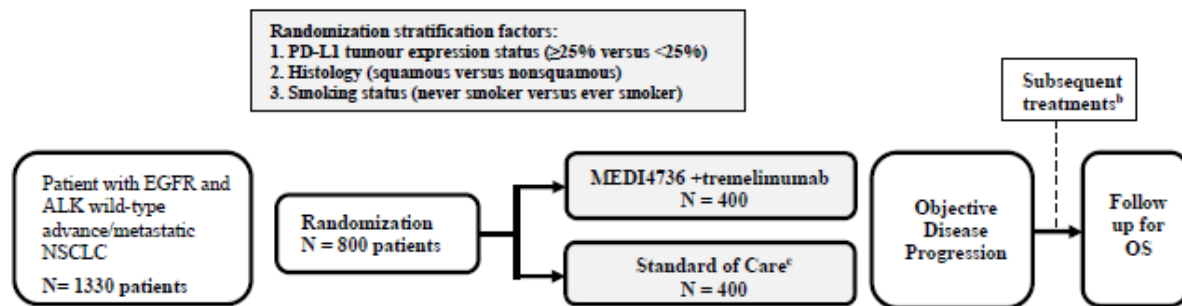 Randomization stratification factors:
1. PD-L1 tumour expression status (≥25% versus <25%)
2. Histology (squamous versus nonsquamous)
3. Smoking status (never smoker versus ever smoker)
Subsequent
treatmentsᵇ
Patient with EGFR and
ALK wild-type
advance/metastatic
NSCLC
N= 1330 patients
Randomization
N = 800 patients
MEDI4736 +tremelimumab
N = 400
Standard of Careᶜ
N = 400
Objective
Disease
Progression
Follow
up for
OS